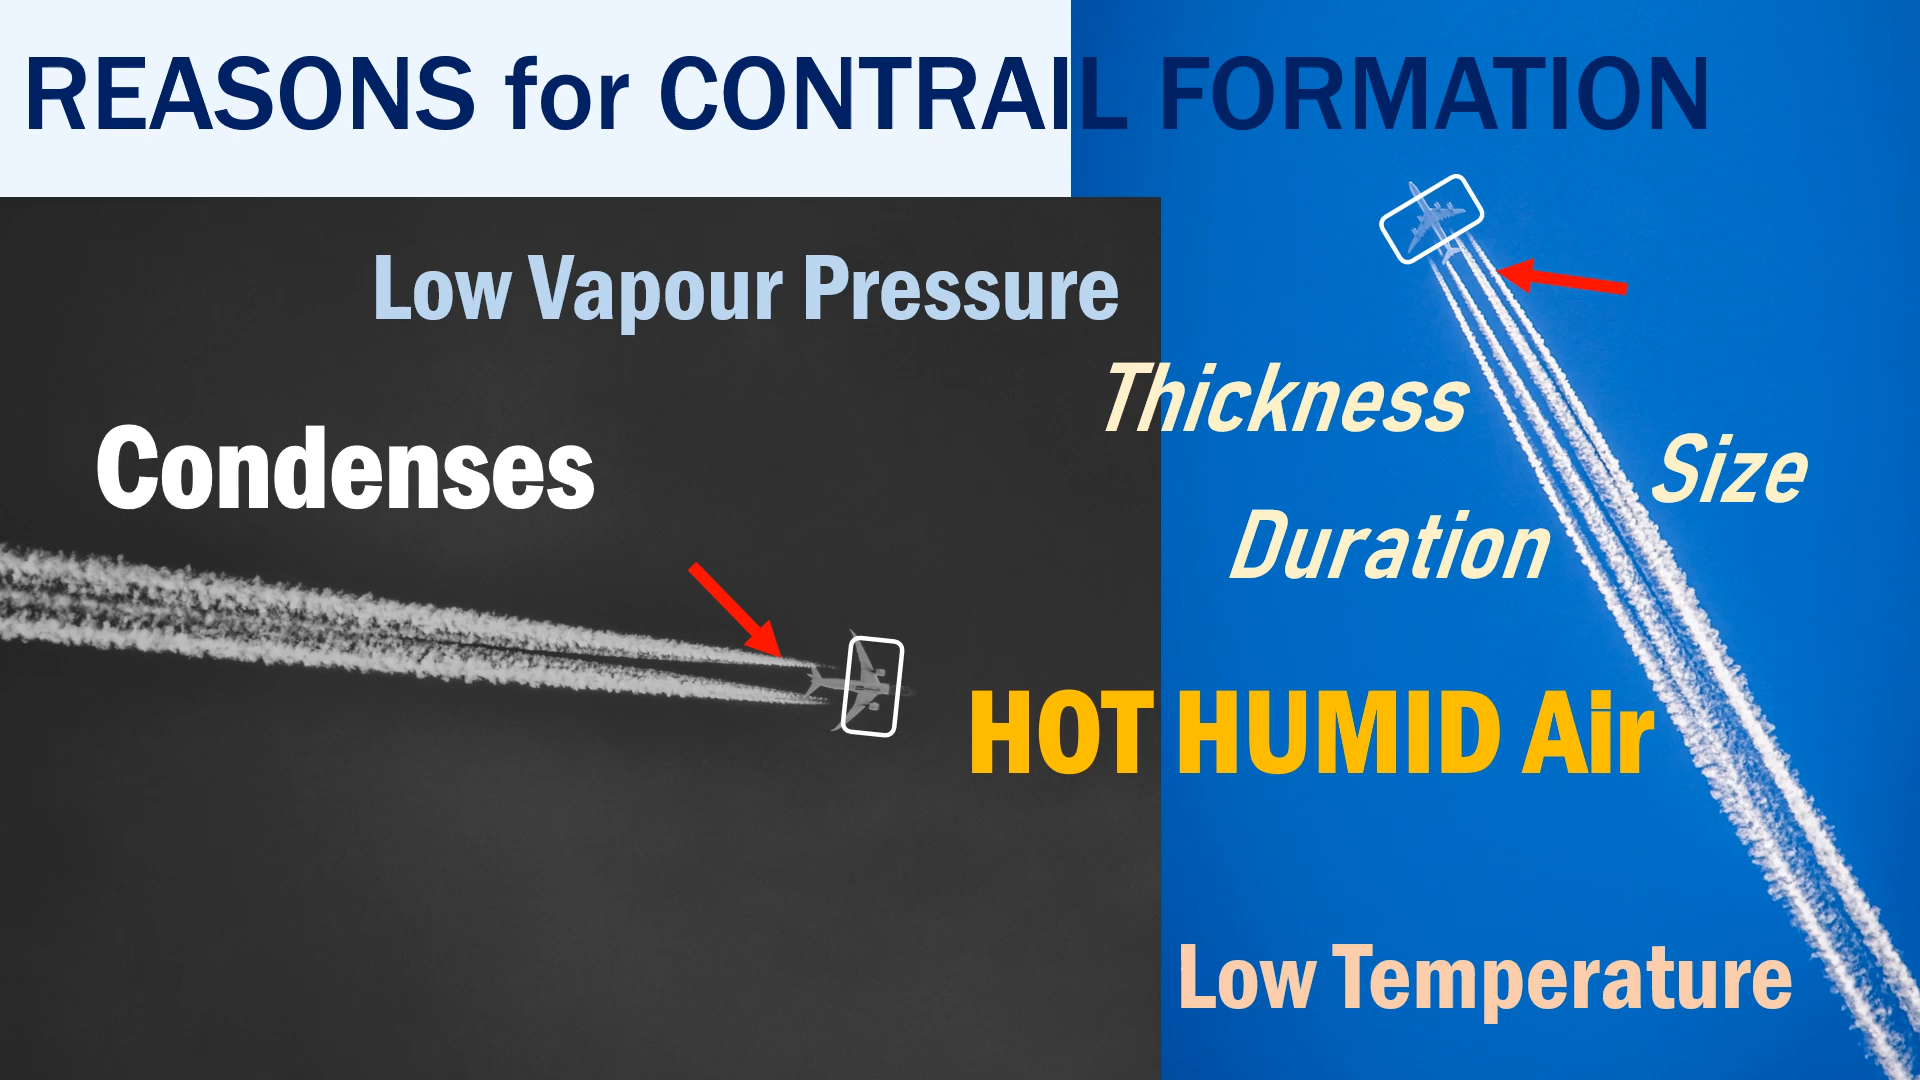 REASONS for CONTRAIL FORMATION
Low Vapour Pressure
Thickness
Condenses
Size
Duration
HOT HUMID Air
Low Temperature